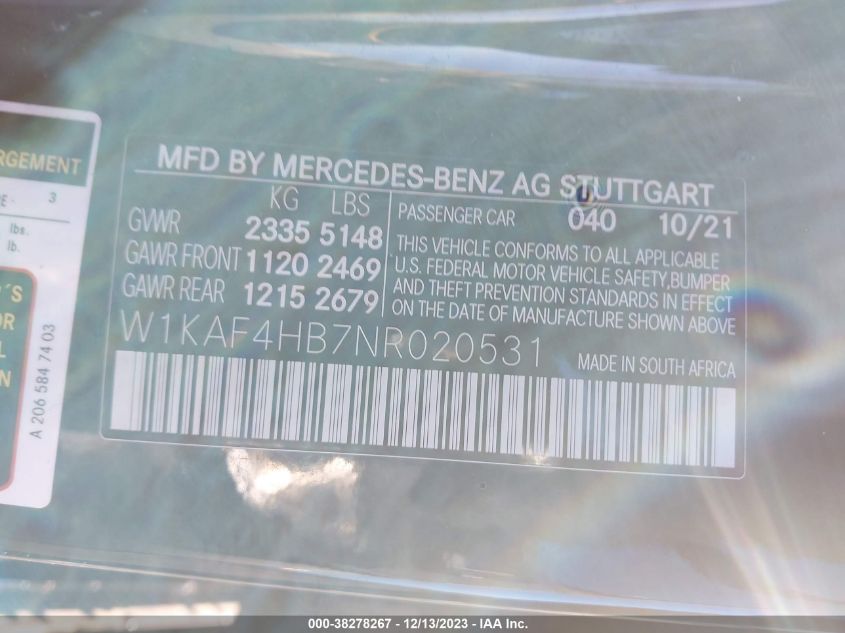 RGEMENT
3
lbs.
lb.
D'S
OR
L
N
A 206 584 74 03
MFD BY MERCEDES-BENZ AG STUTTGART
KG LBS
GVWR 2335 5148
GAWR FRONT 1120 2469
GAWR REAR 1215 2679
PASSENGER CAR 040 10/21
THIS VEHICLE CONFORMS TO ALL APPLICABLE
U.S. FEDERAL MOTOR VEHICLE SAFETY,BUMPER
AND THEFT PREVENTION STANDARDS IN EFFECT
ON THE DATE OF MANUFACTURE SHOWN ABOVE
W1KAF4HB7NR020531
MADE IN SOUTH AFRICA
000-38278267 - 12/13/2023 - IAA Inc.